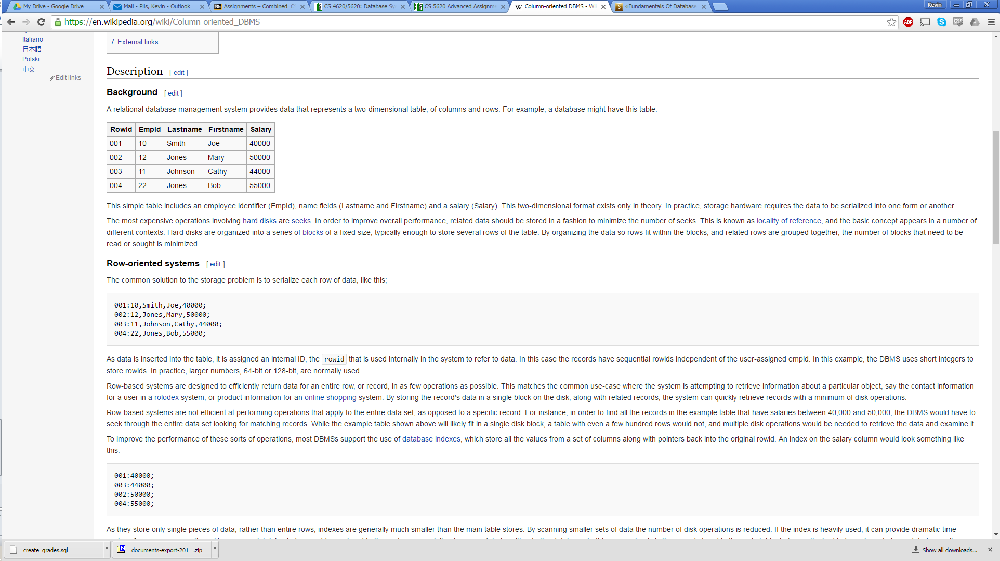 My Drive - Google Drive
Mail - Plis, Kevin - Outlook
Bb Assignments – Combined_C
CS 4620/5620: Database Sy
CS 5620 Advanced Assignm
W Column-oriented DBMS - Wi
S «Fundamentals Of Database
Kevin
https://en.wikipedia.org/wiki/Column-oriented_DBMS
ABP
CSS
Italiano
日本語
Polski
中文
Edit links
7 External links
Description [ edit ]
Background [ edit ]
A relational database management system provides data that represents a two-dimensional table, of columns and rows. For example, a database might have this table:
RowId EmpId Lastname Firstname Salary
001 10 Smith Joe 40000
002 12 Jones Mary 50000
003 11 Johnson Cathy 44000
004 22 Jones Bob 55000
This simple table includes an employee identifier (EmpId), name fields (Lastname and Firstname) and a salary (Salary). This two-dimensional format exists only in theory. In practice, storage hardware requires the data to be serialized into one form or another.
The most expensive operations involving hard disks are seeks. In order to improve overall performance, related data should be stored in a fashion to minimize the number of seeks. This is known as locality of reference, and the basic concept appears in a number of
different contexts. Hard disks are organized into a series of blocks of a fixed size, typically enough to store several rows of the table. By organizing the data so rows fit within the blocks, and related rows are grouped together, the number of blocks that need to be
read or sought is minimized.
Row-oriented systems [ edit ]
The common solution to the storage problem is to serialize each row of data, like this;
001:10,Smith,Joe,40000;
002:12,Jones,Mary,50000;
003:11,Johnson,Cathy,44000;
004:22,Jones,Bob,55000;
As data is inserted into the table, it is assigned an internal ID, the rowid that is used internally in the system to refer to data. In this case the records have sequential rowids independent of the user-assigned empid. In this example, the DBMS uses short integers to
store rowids. In practice, larger numbers, 64-bit or 128-bit, are normally used.
Row-based systems are designed to efficiently return data for an entire row, or record, in as few operations as possible. This matches the common use-case where the system is attempting to retrieve information about a particular object, say the contact information
for a user in a rolodex system, or product information for an online shopping system. By storing the record's data in a single block on the disk, along with related records, the system can quickly retrieve records with a minimum of disk operations.
Row-based systems are not efficient at performing operations that apply to the entire data set, as opposed to a specific record. For instance, in order to find all the records in the example table that have salaries between 40,000 and 50,000, the DBMS would have to
seek through the entire data set looking for matching records. While the example table shown above will likely fit in a single disk block, a table with even a few hundred rows would not, and multiple disk operations would be needed to retrieve the data and examine it.
To improve the performance of these sorts of operations, most DBMSs support the use of database indexes, which store all the values from a set of columns along with pointers back into the original rowid. An index on the salary column would look something like
this:
001:40000;
003:44000;
002:50000;
004:55000;
As they store only single pieces of data, rather than entire rows, indexes are generally much smaller than the main table stores. By scanning smaller sets of data the number of disk operations is reduced. If the index is heavily used, it can provide dramatic time
create_grades.sql
documents-export-201....zip
Show all downloads...